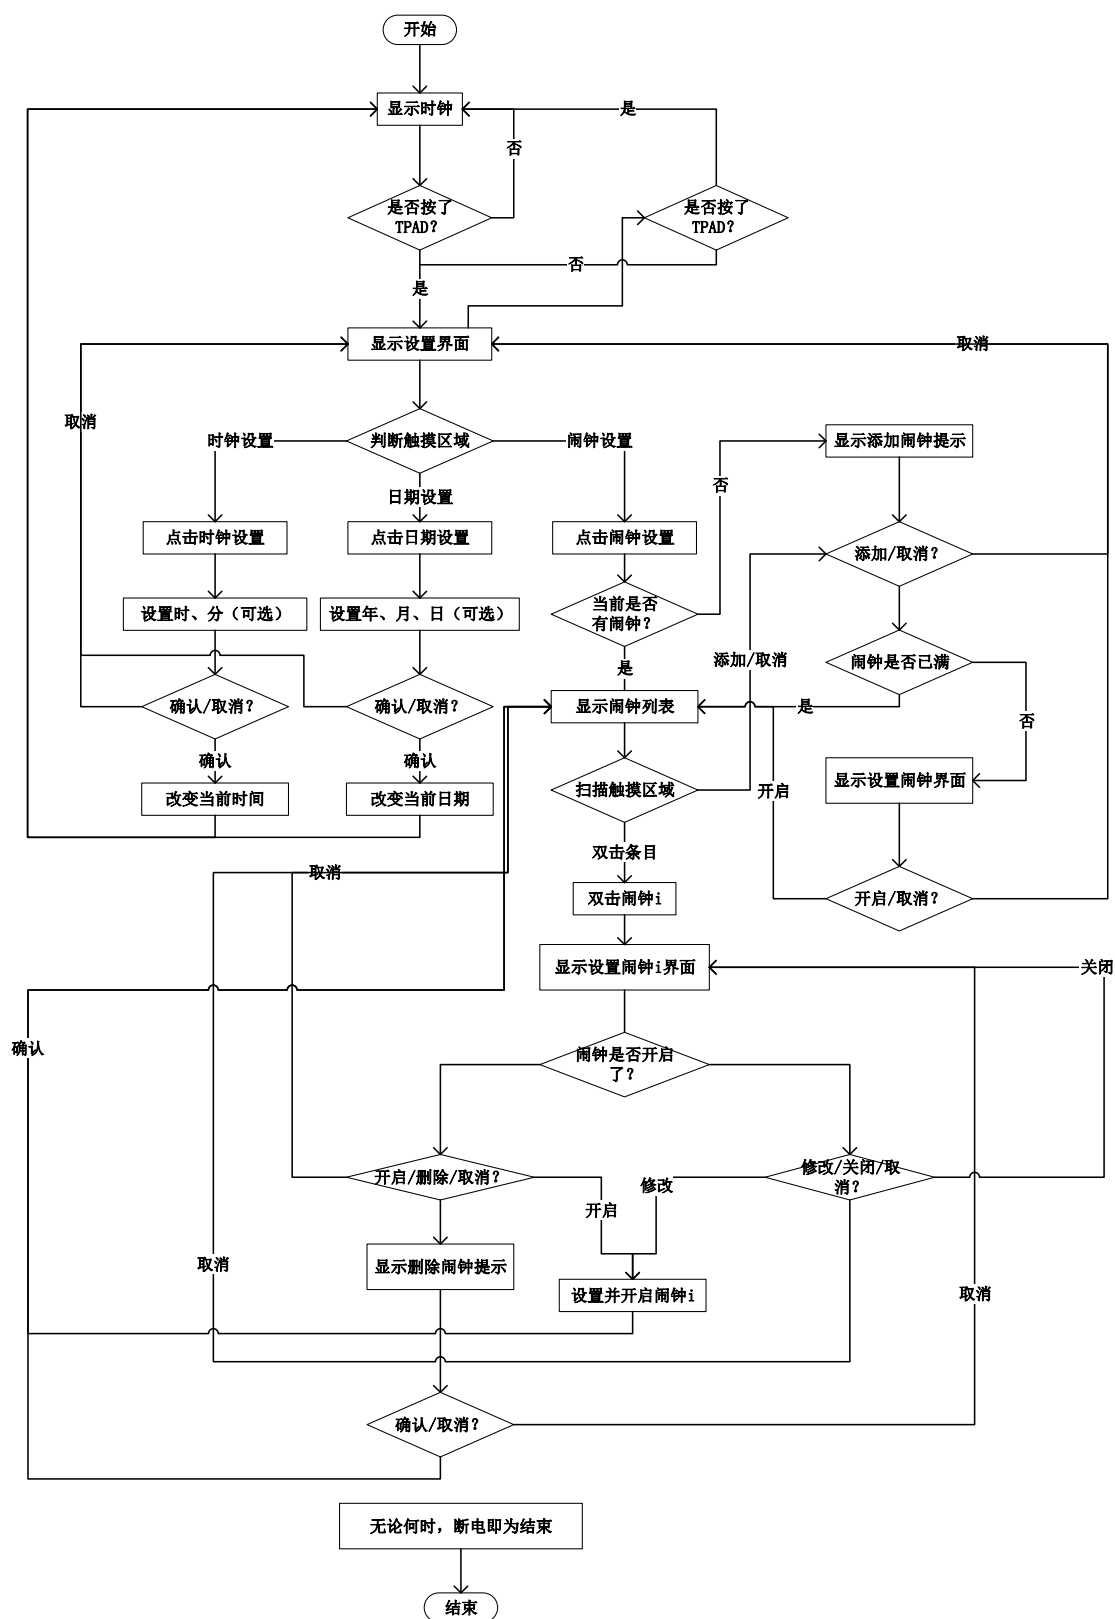 开始
显示时钟
是
否
是否按了
TPAD?
是否按了
TPAD?
否
是
显示设置界面
取消
取消
时钟设置
判断触摸区域
闹钟设置
显示添加闹钟提示
否
日期设置
点击时钟设置
点击日期设置
点击闹钟设置
添加/取消?
设置时、分（可选）
设置年、月、日（可选）
当前是否
有闹钟?
添加/取消
闹钟是否已满
是
确认/取消?
确认/取消?
显示闹钟列表
是
否
确认
确认
改变当前时间
改变当前日期
扫描触摸区域
开启
显示设置闹钟界面
双击条目
取消
双击闹钟i
开启/取消?
显示设置闹钟i界面
关闭
确认
闹钟是否开启
了?
开启/删除/取消?
修改/关闭/取
消?
修改
开启
取消
显示删除闹钟提示
设置并开启闹钟i
取消
确认/取消?
无论何时，断电即为结束
结束